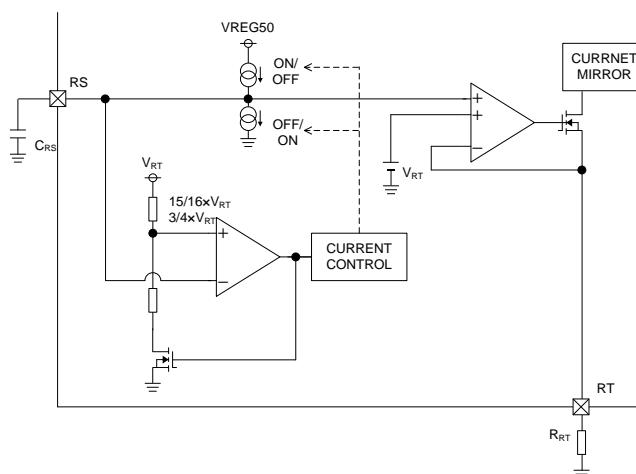 VREG50
CURRNET
MIRROR
ON/
OFF
RS
OFF/
ON
CRS
VRT
VRT
15/16×VRT
3/4×VRT
CURRENT
CONTROL
RT
RRT